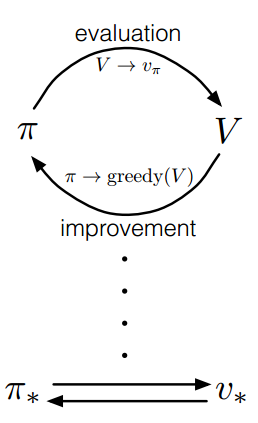 evaluation
V → v_π
π V
π → greedy(V)
improvement
π_* v_*